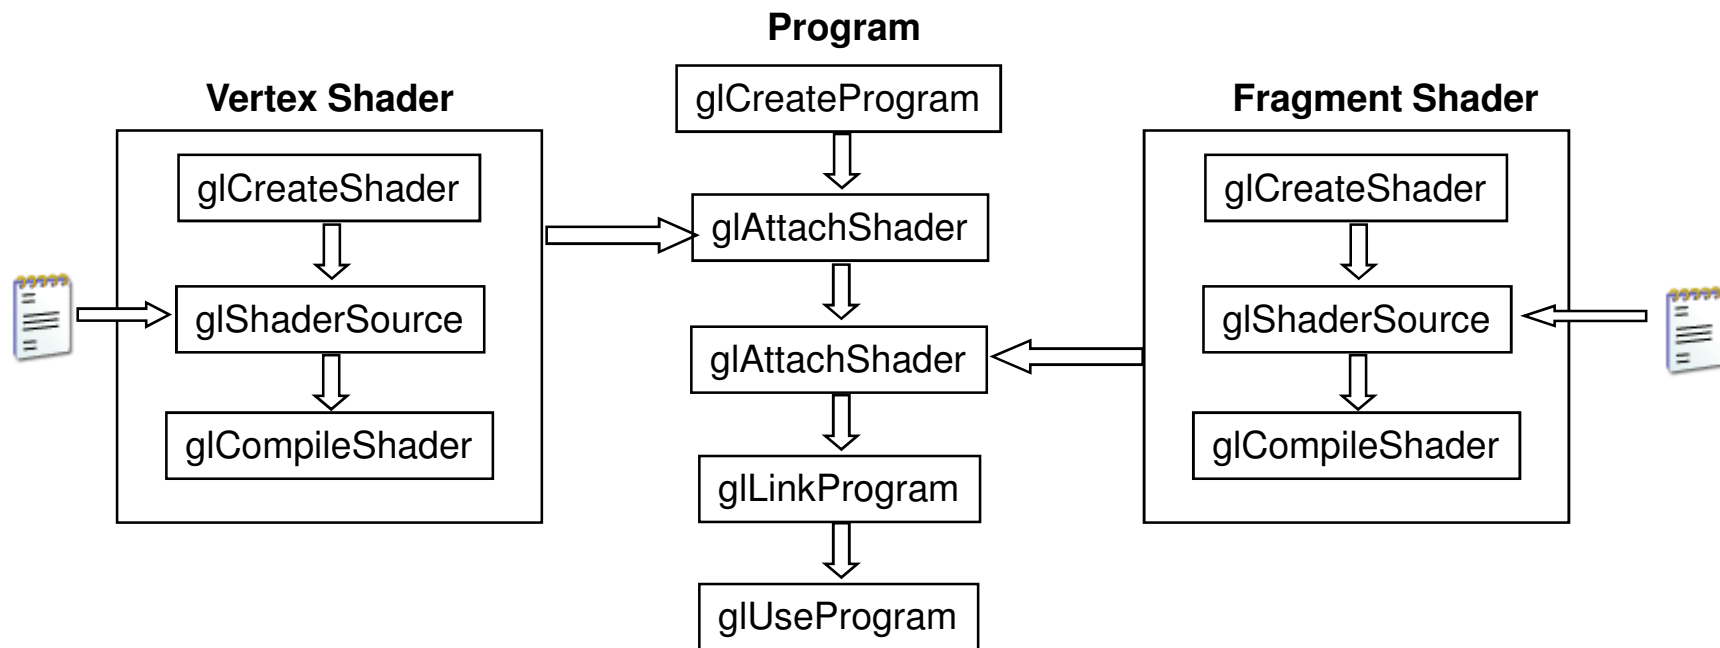 Program
Vertex Shader
glCreateShader
glShaderSource
glCompileShader
glCreateProgram
glAttachShader
glAttachShader
glLinkProgram
glUseProgram
Fragment Shader
glCreateShader
glShaderSource
glCompileShader